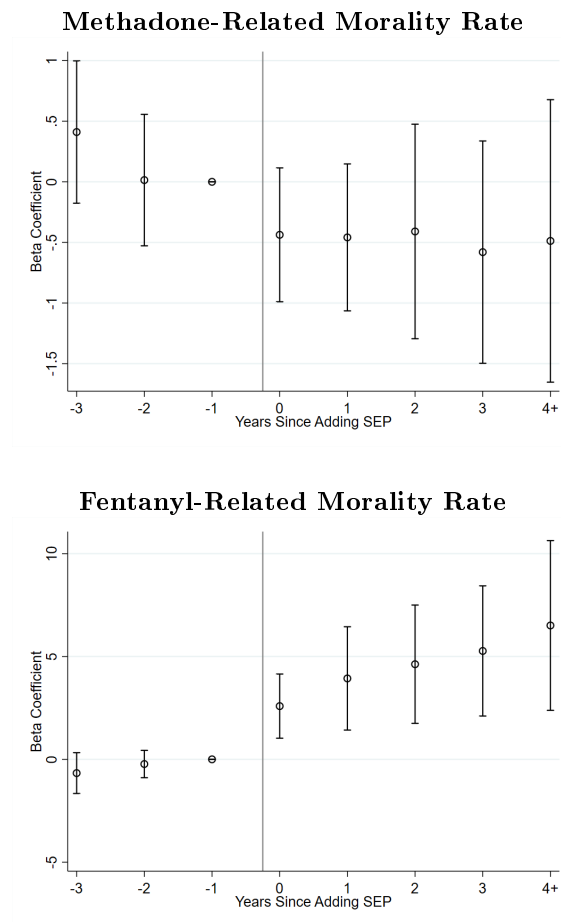 Methadone-Related Morality Rate
1
.5
0
-.5
-1
-1.5
Beta Coefficient
-3 -2 -1 0 1 2 3 4+
Years Since Adding SEP
Fentanyl-Related Morality Rate
10
5
0
-5
Beta Coefficient
-3 -2 -1 0 1 2 3 4+
Years Since Adding SEP